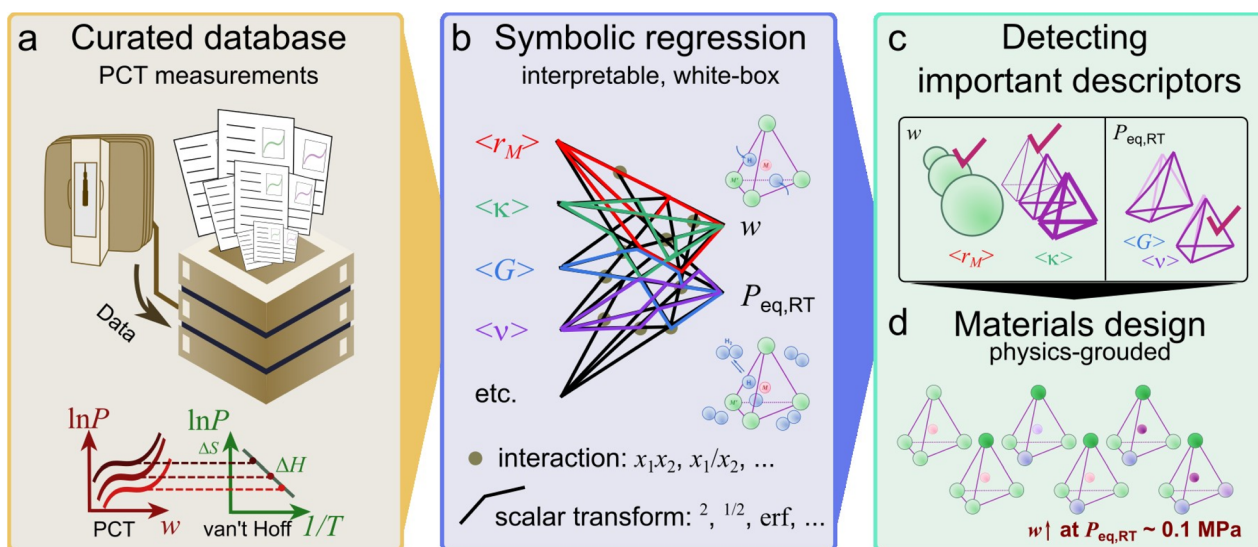 a
Curated database
PCT measurements
Data
lnP
w
PCT
lnP
ΔS
ΔH
van't Hoff
1/T
b
Symbolic regression
interpretable, white-box
<r_M>
<κ>
<G>
<ν>
etc.
w
P_eq,RT
H₂
interaction: x₁x₂, x₁/x₂, ...
scalar transform: ², ¹/², erf, ...
c
Detecting
important descriptors
w
<r_M>
<κ>
P_eq,RT
<G>
<ν>
d
Materials design
physics-grouded
w↑ at P_eq,RT ~ 0.1 MPa